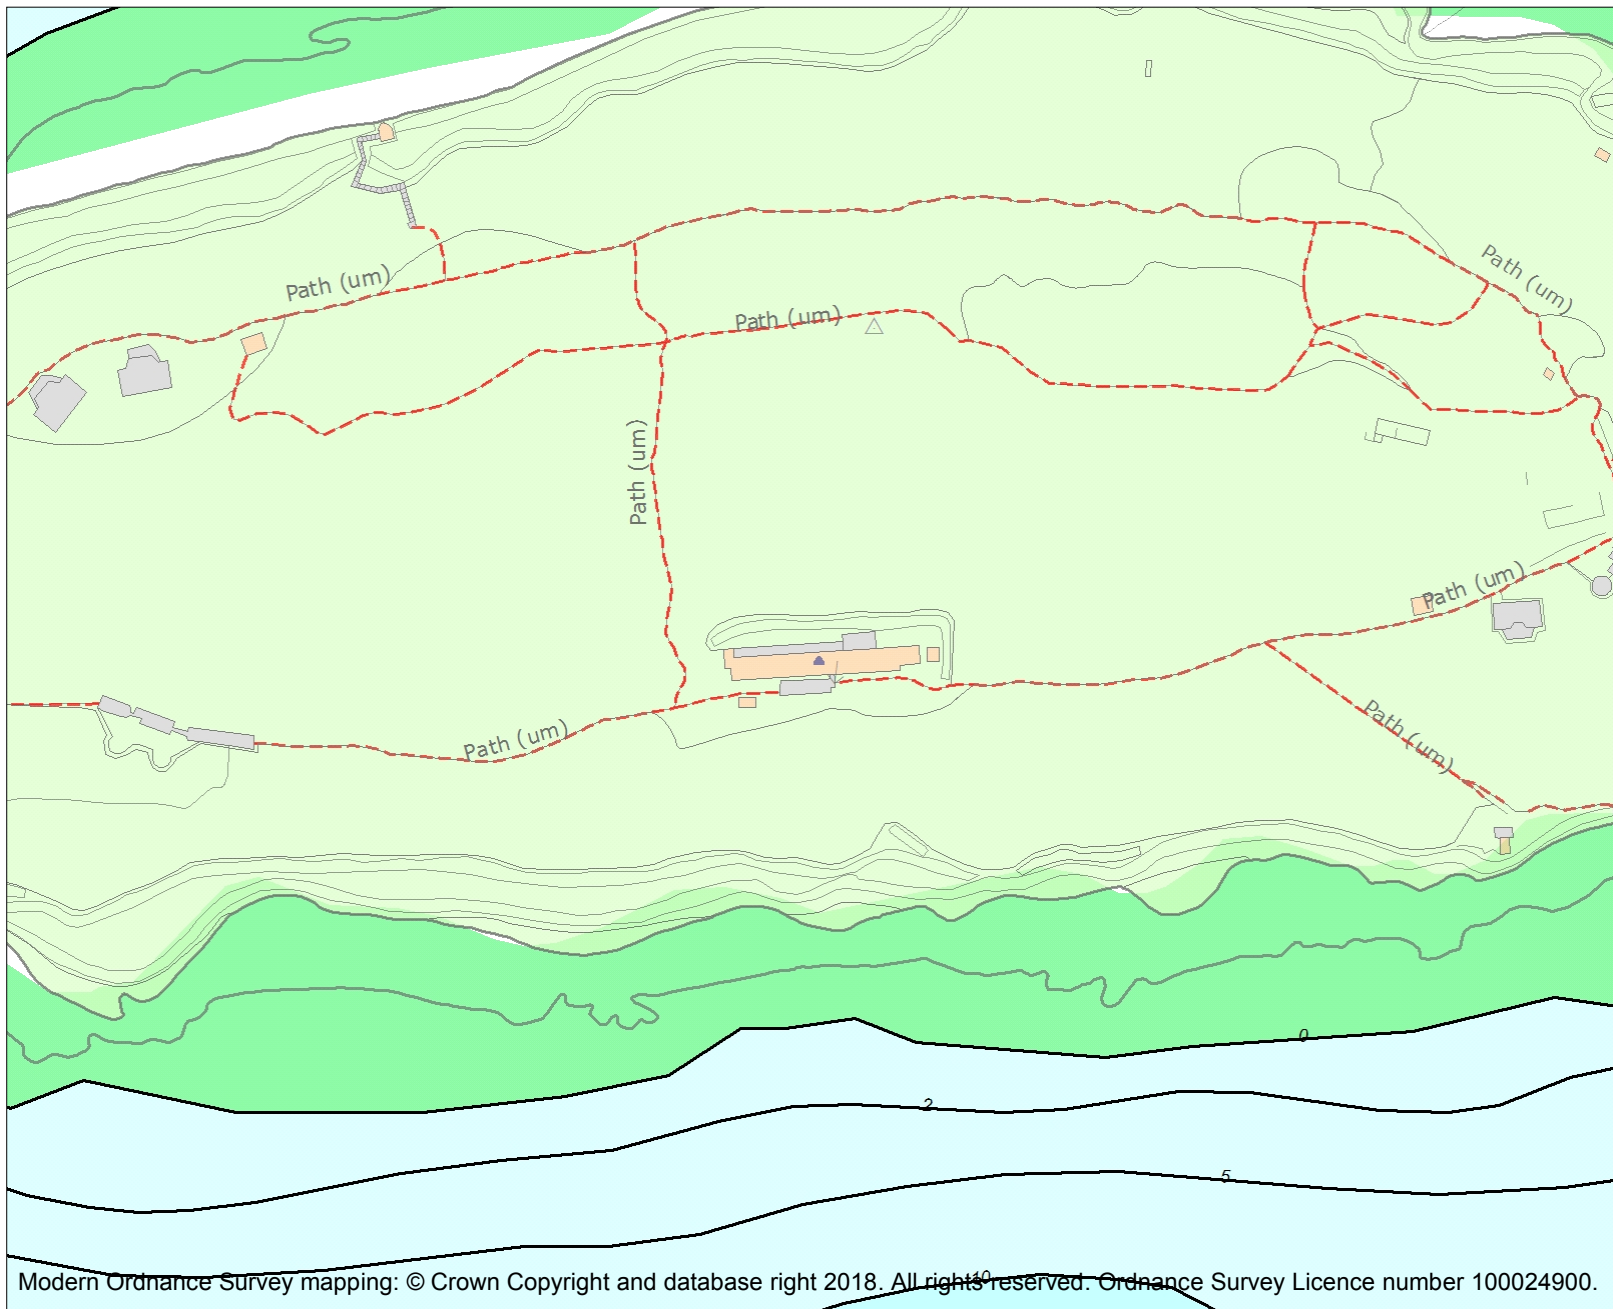 Path (um)
Path (um)
Path (um)
Path (um)
Path (um)
Path (um)
Path (um)
0
2
5
10
Modern Ordnance Survey mapping: © Crown Copyright and database right 2018. All rights reserved. Ordnance Survey Licence number 100024900.